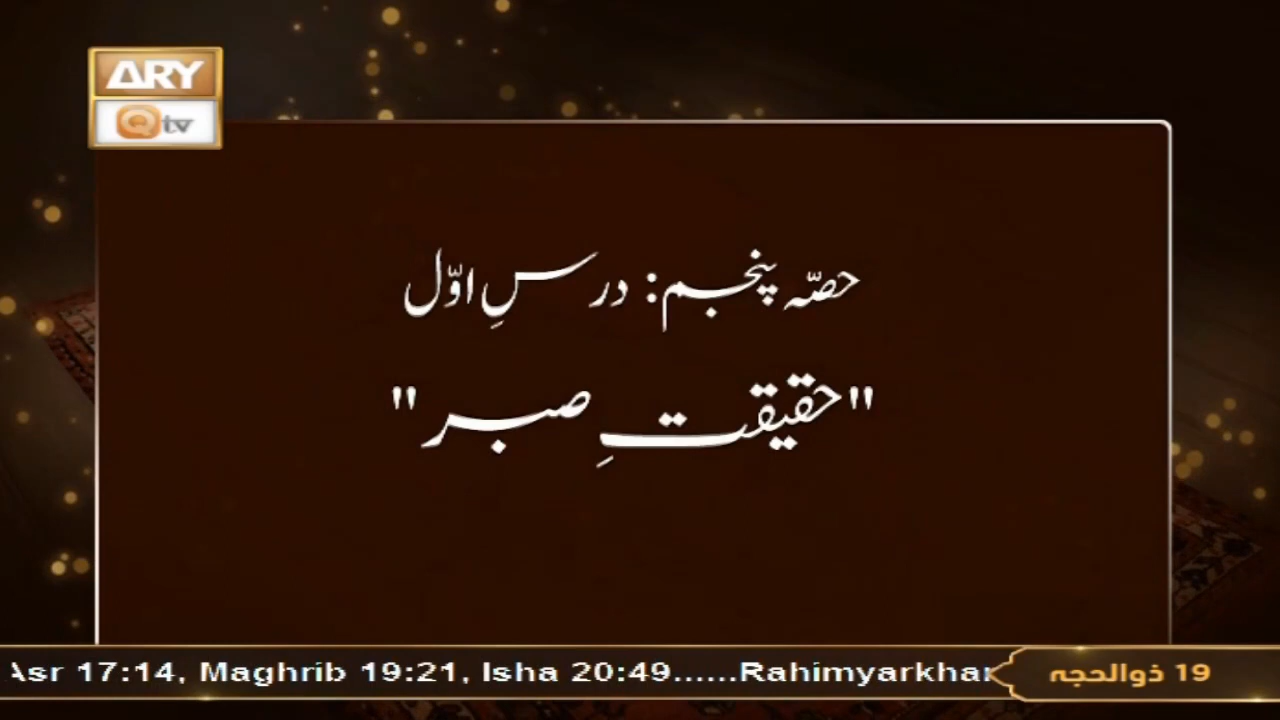 ARY
Qtv
حصّہ پنجم: درسِ اوّل
"حقیقتِ صبر"
Asr 17:14, Maghrib 19:21, Isha 20:49......Rahimyarkhan
19 ذوالحجہ